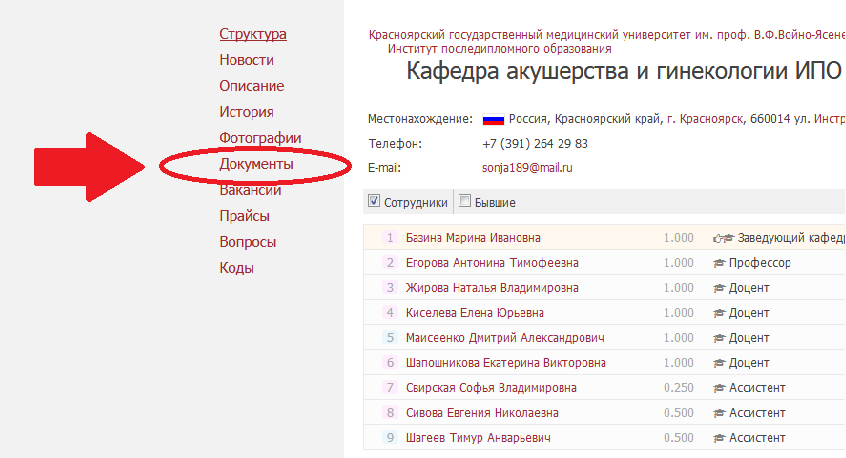 Структура
Новости
Описание
История
Фотографии
Документы
Вакансии
Прайсы
Вопросы
Коды
Красноярский государственный медицинский университет им. проф. В.Ф.Войно-Ясене
Институт последипломного образования
Кафедра акушерства и гинекологии ИПО
Местонахождение: Россия, Красноярский край, г. Красноярск, 660014 ул. Инстр
Телефон: +7 (391) 264 29 83
E-mai: sonja189@mail.ru
Сотрудники Бывшие
1 Базина Марина Ивановна 1.000 Заведующий кафед
2 Егорова Антонина Тимофеевна 1.000 Профессор
3 Жирова Наталья Владимировна 1.000 Доцент
4 Киселева Елена Юрьевна 1.000 Доцент
5 Маисеенко Дмитрий Александрович 1.000 Доцент
6 Шапошникова Екатерина Викторовна 1.000 Доцент
7 Свирская Софья Владимировна 0.250 Ассистент
8 Сивова Евгения Николаевна 0.500 Ассистент
9 Шагеев Тимур Анварьевич 0.500 Ассистент